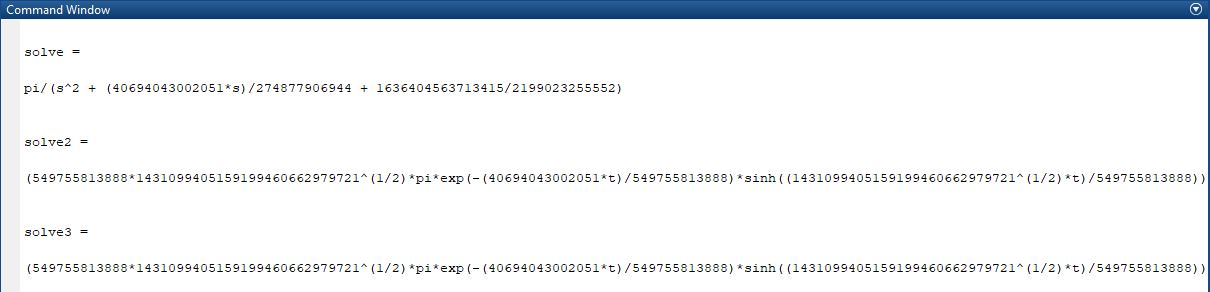 Command Window
solve =
pi/(s^2 + (40694043002051*s)/274877906944 + 1636404563713415/2199023255552)
solve2 =
(549755813888*1431099405159199460662979721^(1/2)*pi*exp(-(40694043002051*t)/549755813888)*sinh((1431099405159199460662979721^(1/2)*t)/549755813888))
solve3 =
(549755813888*1431099405159199460662979721^(1/2)*pi*exp(-(40694043002051*t)/549755813888)*sinh((1431099405159199460662979721^(1/2)*t)/549755813888))